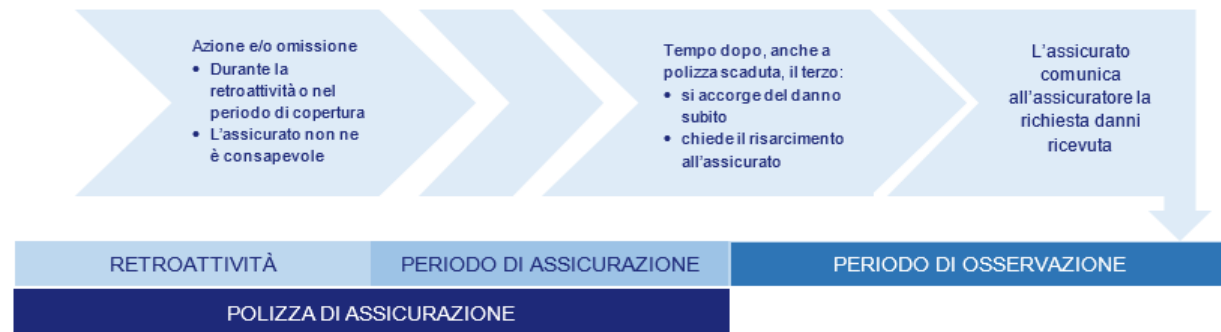 Azione e/o omissione
• Durante la
retroattività o nel
periodo di copertura
• L'assicurato non ne
è consapevole
Tempo dopo, anche a
polizza scaduta, il terzo:
• si accorge del danno
subito
• chiede il risarcimento
all'assicurato
L'assicurato
comunica
all'assicuratore la
richiesta danni
ricevuta
RETROATTIVITÀ
PERIODO DI ASSICURAZIONE
PERIODO DI OSSERVAZIONE
POLIZZA DI ASSICURAZIONE